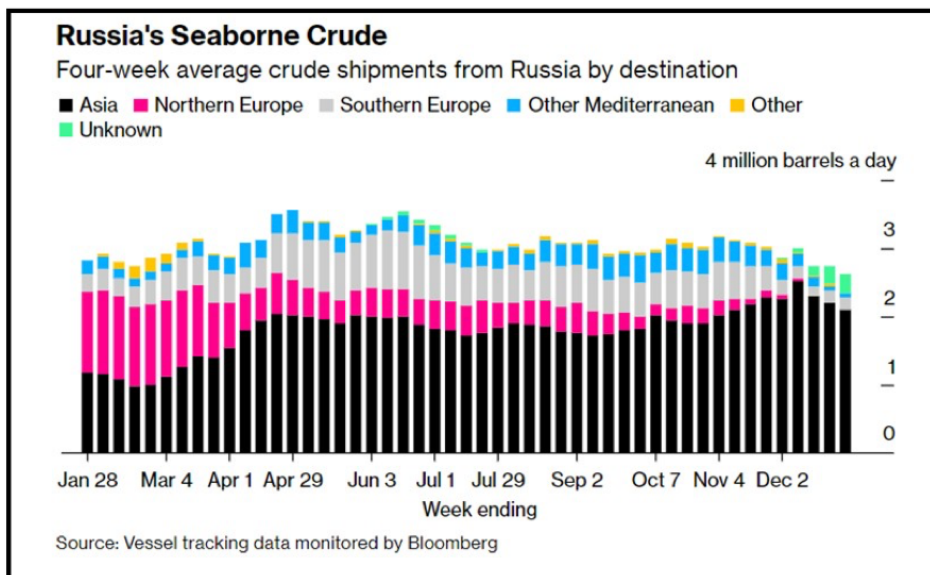 Russia's Seaborne Crude
Four-week average crude shipments from Russia by destination
Asia Northern Europe Southern Europe Other Mediterranean Other
Unknown
4 million barrels a day
3
2
1
0
Jan 28 Mar 4 Apr 1 Apr 29 Jun 3 Jul 1 Jul 29 Sep 2 Oct 7 Nov 4 Dec 2
Week ending
Source: Vessel tracking data monitored by Bloomberg